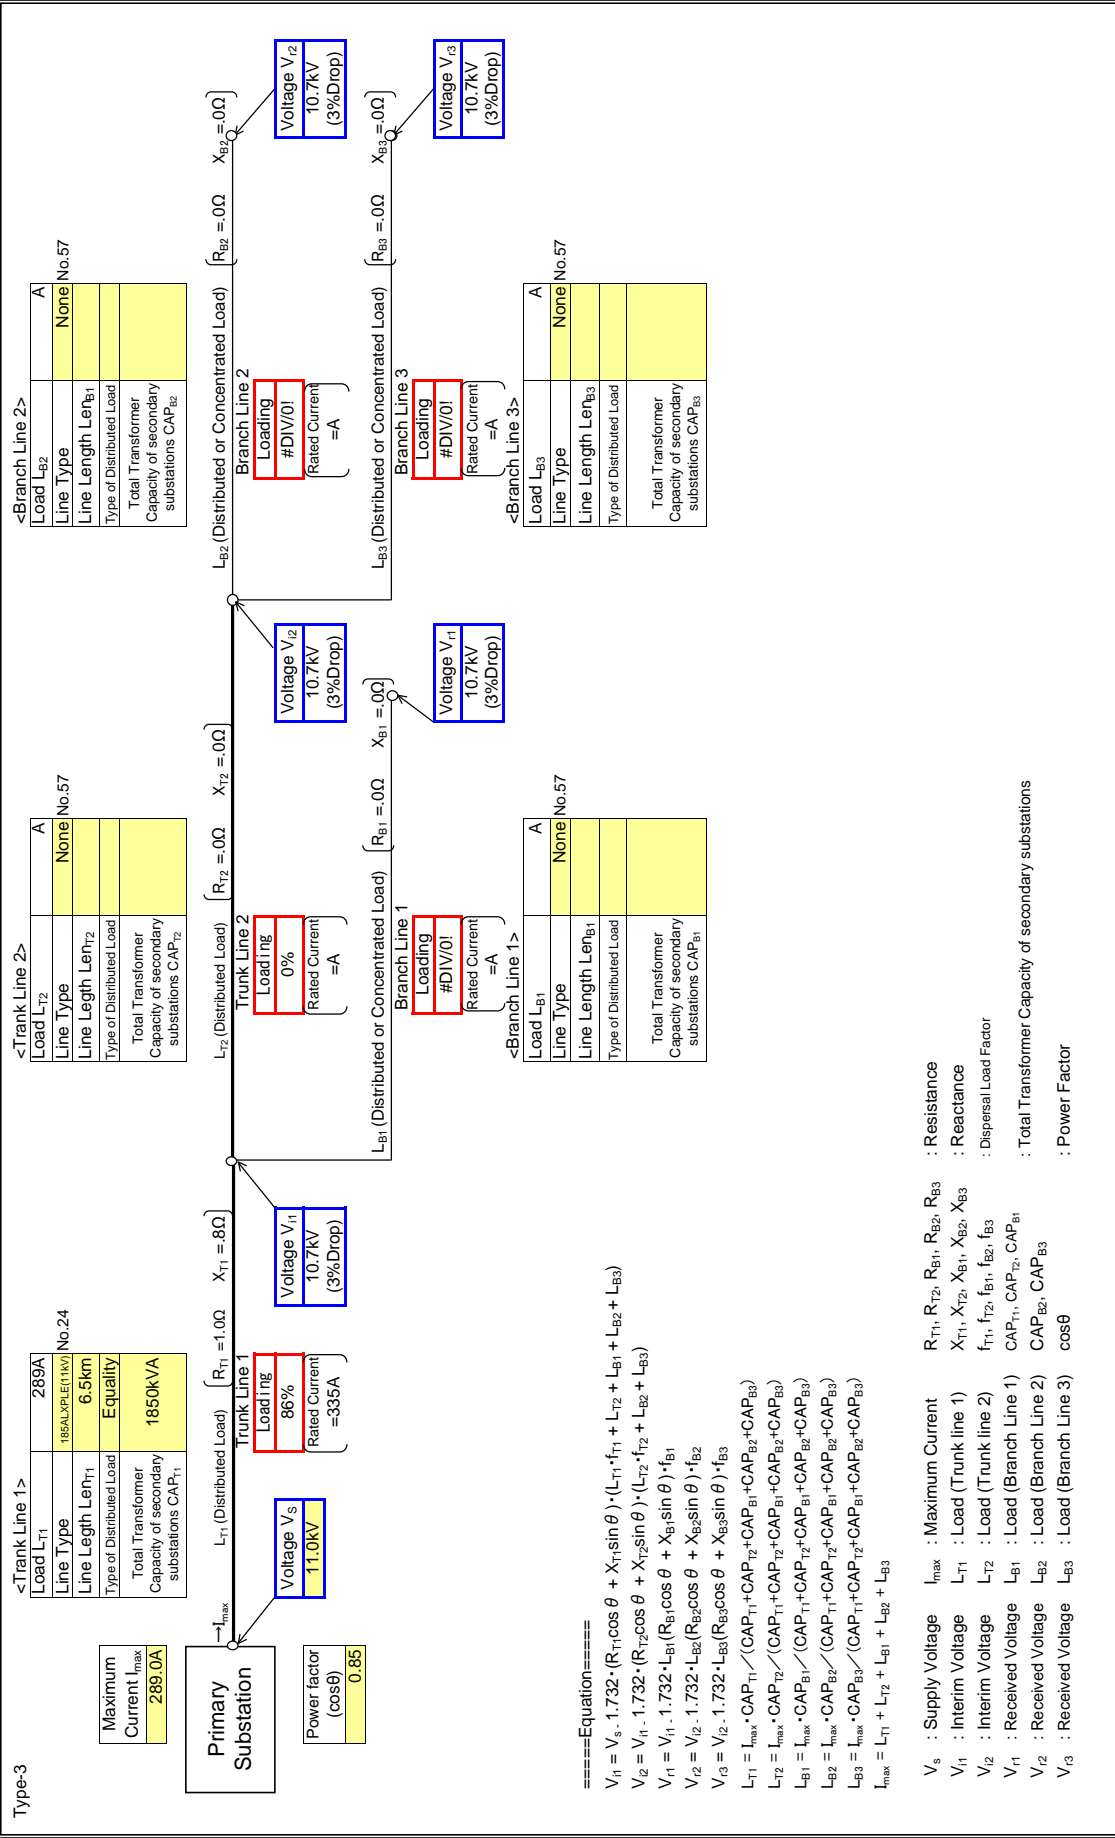 Type-3
Maximum
Current Imax
289.0A
Primary
Substation
Power factor
(cosθ)
0.85
→Imax
Voltage VS
11.0kV
<Trank Line 1>
Load LT1 289A
Line Type 185ALXPLE(11kV) No.24
Line Legth LenT1 6.5km
Type of Distributed Load Equality
Total Transformer
Capacity of secondary
substations CAPT1
1850kVA
LT1 (Distributed Load) (RT1 =1.0Ω XT1 =.8Ω)
Trunk Line 1
Loading
86%
Rated Current
=335A
Voltage Vi1
10.7kV
(3%Drop)
<Trank Line 2>
Load LT2 A
Line Type None No.57
Line Legth LenT2
Type of Distributed Load
Total Transformer
Capacity of secondary
substations CAPT2
LT2 (Distributed Load) (RT2 =.0Ω XT2 =.0Ω)
Trunk Line 2
Loading
0%
Rated Current
=A
Voltage Vi2
10.7kV
(3%Drop)
LB1 (Distributed or Concentrated Load) (RB1 =.0Ω XB1 =.0Ω)
Branch Line 1
Loading
#DIV/0!
Rated Current
=A
Voltage Vr1
10.7kV
(3%Drop)
<Branch Line 1>
Load LB1 A
Line Type None No.57
Line Length LenB1
Type of Distributed Load
Total Transformer
Capacity of secondary
substations CAPB1
<Branch Line 2>
Load LB2 A
Line Type None No.57
Line Length LenB1
Type of Distributed Load
Total Transformer
Capacity of secondary
substations CAPB2
LB2 (Distributed or Concentrated Load) (RB2 =.0Ω XB2 =.0Ω)
Branch Line 2
Loading
#DIV/0!
Rated Current
=A
Voltage Vr2
10.7kV
(3%Drop)
LB3 (Distributed or Concentrated Load) (RB3 =.0Ω XB3 =.0Ω)
Branch Line 3
Loading
#DIV/0!
Rated Current
=A
Voltage Vr3
10.7kV
(3%Drop)
<Branch Line 3>
Load LB3 A
Line Type None No.57
Line Length LenB3
Type of Distributed Load
Total Transformer
Capacity of secondary
substations CAPB3
=====Equation=====
Vi1 = Vs - 1.732・(RT1cos θ + XT1sin θ)・(LT1・fT1 + LT2 + LB1 + LB2 + LB3)
Vi2 = Vi1 - 1.732・(RT2cos θ + XT2sin θ)・(LT2・fT2 + LB2 + LB3)
Vr1 = Vi1 - 1.732・LB1(RB1cos θ + XB1sin θ)・fB1
Vr2 = Vi2 - 1.732・LB2(RB2cos θ + XB2sin θ)・fB2
Vr3 = Vi2 - 1.732・LB3(RB3cos θ + XB3sin θ)・fB3
LT1 = Imax・CAPT1／(CAPT1+CAPT2+CAPB1+CAPB2+CAPB3)
LT2 = Imax・CAPT2／(CAPT1+CAPT2+CAPB1+CAPB2+CAPB3)
LB1 = Imax・CAPB1／(CAPT1+CAPT2+CAPB1+CAPB2+CAPB3)
LB2 = Imax・CAPB2／(CAPT1+CAPT2+CAPB1+CAPB2+CAPB3)
LB3 = Imax・CAPB3／(CAPT1+CAPT2+CAPB1+CAPB2+CAPB3)
Imax = LT1 + LT2 + LB1 + LB2 + LB3
Vs : Supply Voltage Imax : Maximum Current RT1, RT2, RB1, RB2, RB3 : Resistance
Vi1 : Interim Voltage LT1 : Load (Trunk line 1) XT1, XT2, XB1, XB2, XB3 : Reactance
Vi2 : Interim Voltage LT2 : Load (Trunk line 2) fT1, fT2, fB1, fB2, fB3 : Dispersal Load Factor
Vr1 : Received Voltage LB1 : Load (Branch Line 1) CAPT1, CAPT2, CAPB1
Vr2 : Received Voltage LB2 : Load (Branch Line 2) CAPB2, CAPB3 : Total Transformer Capacity of secondary substations
Vr3 : Received Voltage LB3 : Load (Branch Line 3) cosθ : Power Factor